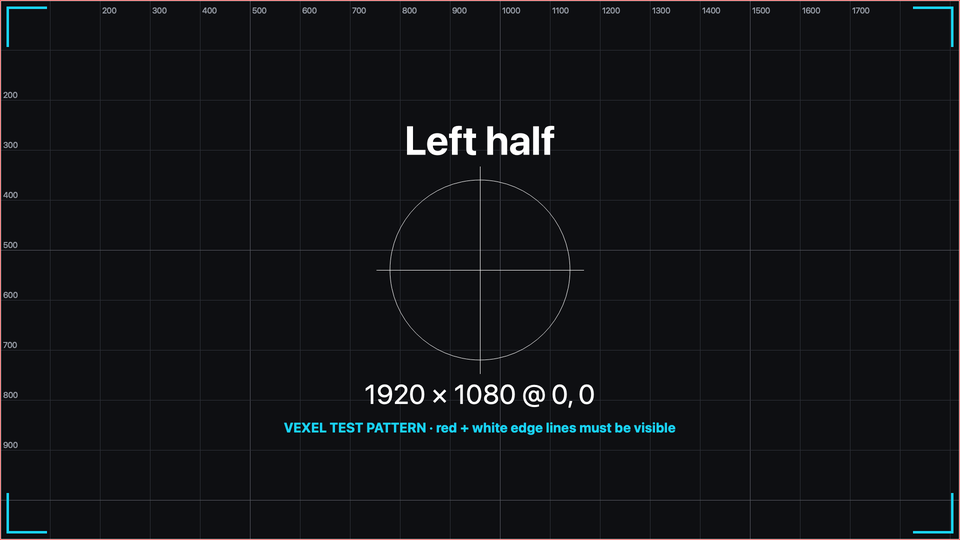 200 300 400 500 600 700 800 900 1000 1100 1200 1300 1400 1500 1600 1700
200
300
Left half
400
500
600
700
800
1920 × 1080 @ 0, 0
VEXEL TEST PATTERN · red + white edge lines must be visible
900